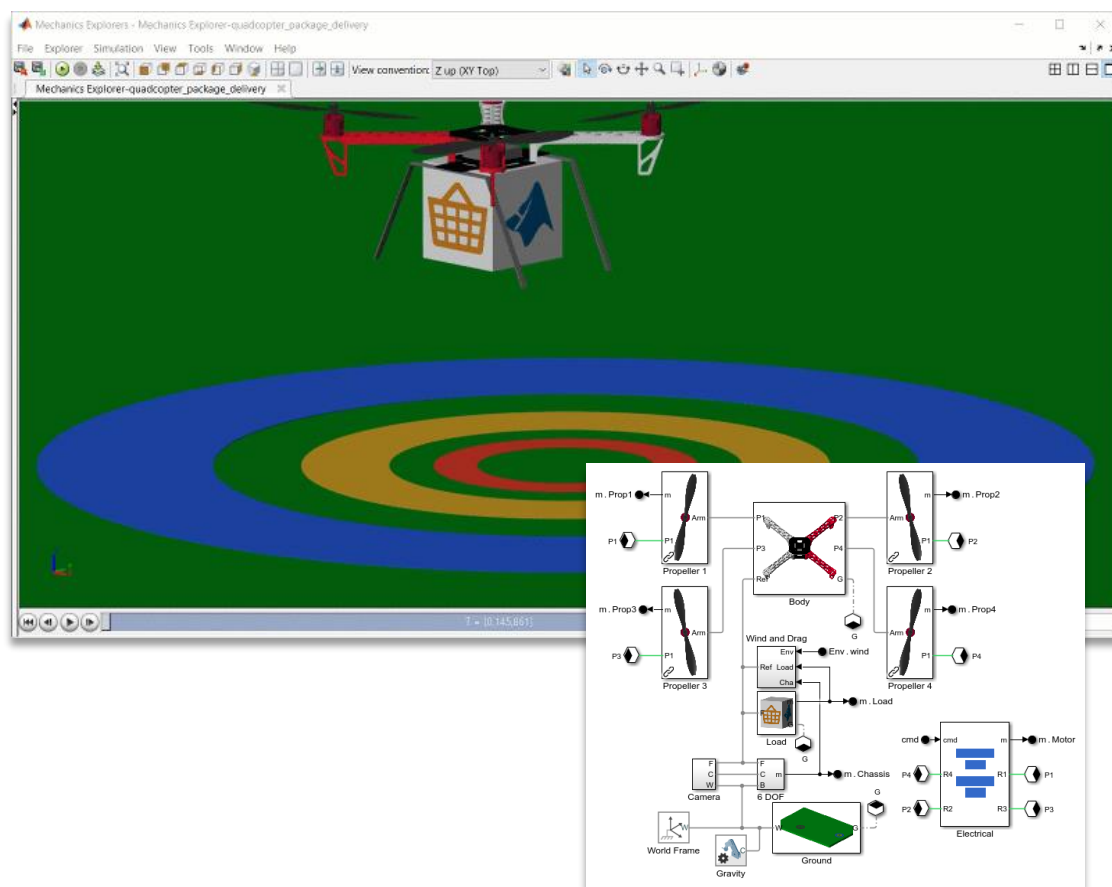 Mechanics Explorers - Mechanics Explorer-quadcopter_package_delivery
File Explorer Simulation View Tools Window Help
View convention: Z up (XY Top)
Mechanics Explorer-quadcopter_package_delivery
T = [0.145,861]
m.Prop1
m
Arm
P1
P1
Propeller 1
P1
P2
P3
P4
Ref
G
Body
G
m
m.Prop2
Arm
P1
P2
Propeller 2
m.Prop3
m
Arm
P3
P1
Propeller 3
m
m.Prop4
Arm
P1
P4
Propeller 4
Wind and Drag
Env
Env.wind
Ref
Load
Cha
m.Load
G
Load
G
F
C
W
Camera
F
C
B
m
6 DOF
m.Chassis
W
World Frame
C
Gravity
W
G
Ground
G
cmd
cmd
m
m.Motor
P4
R4
R1
P1
P2
R2
R3
P3
Electrical